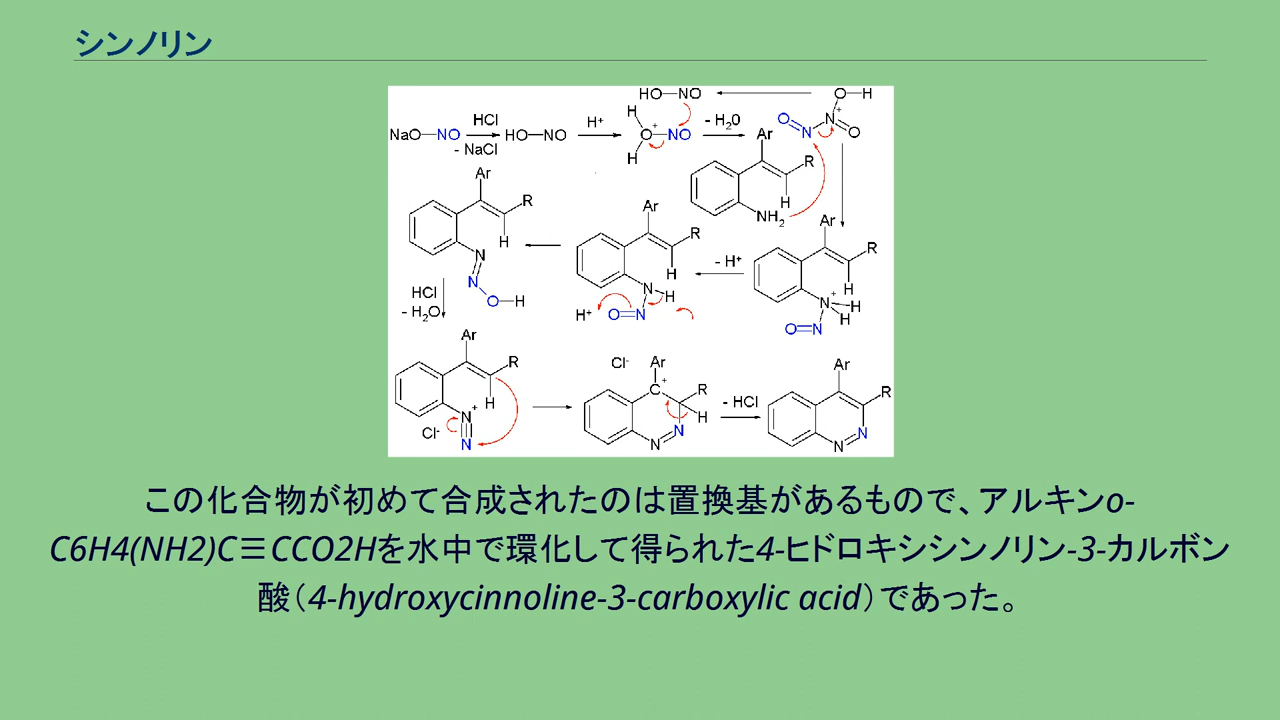 シンノリン
HO—NO
O—H
NaO—NO
HCl
- NaCl
HO—NO
H+
H
O+—NO
H
- H2O
O=N—N+=O
Ar
R
H
NH2
Ar
R
H
N
N
O—H
Ar
R
H
N—H
O=N
H+
- H+
Ar
R
H
N+—H
H
O=N
HCl
- H2O
Ar
R
H
N+
N
Cl-
Cl-
Ar
C+
R
H
N
N
- HCl
Ar
R
N
N
この化合物が初めて合成されたのは置換基があるもので、アルキンo-
C6H4(NH2)C≡CCO2Hを水中で環化して得られた4-ヒドロキシシンノリン-3-カルボン
酸（4-hydroxycinnoline-3-carboxylic acid）であった。